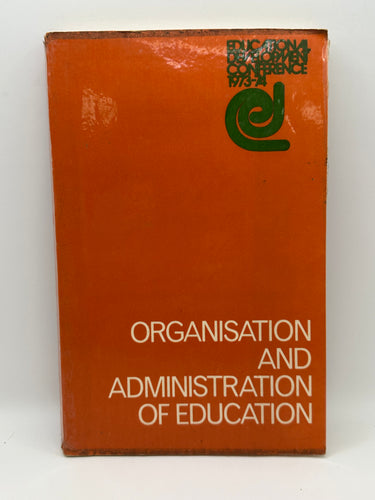 EDUCATIONAL
DEVELOPMENT
CONFERENCE
1973-74
ORGANISATION
AND
ADMINISTRATION
OF EDUCATION